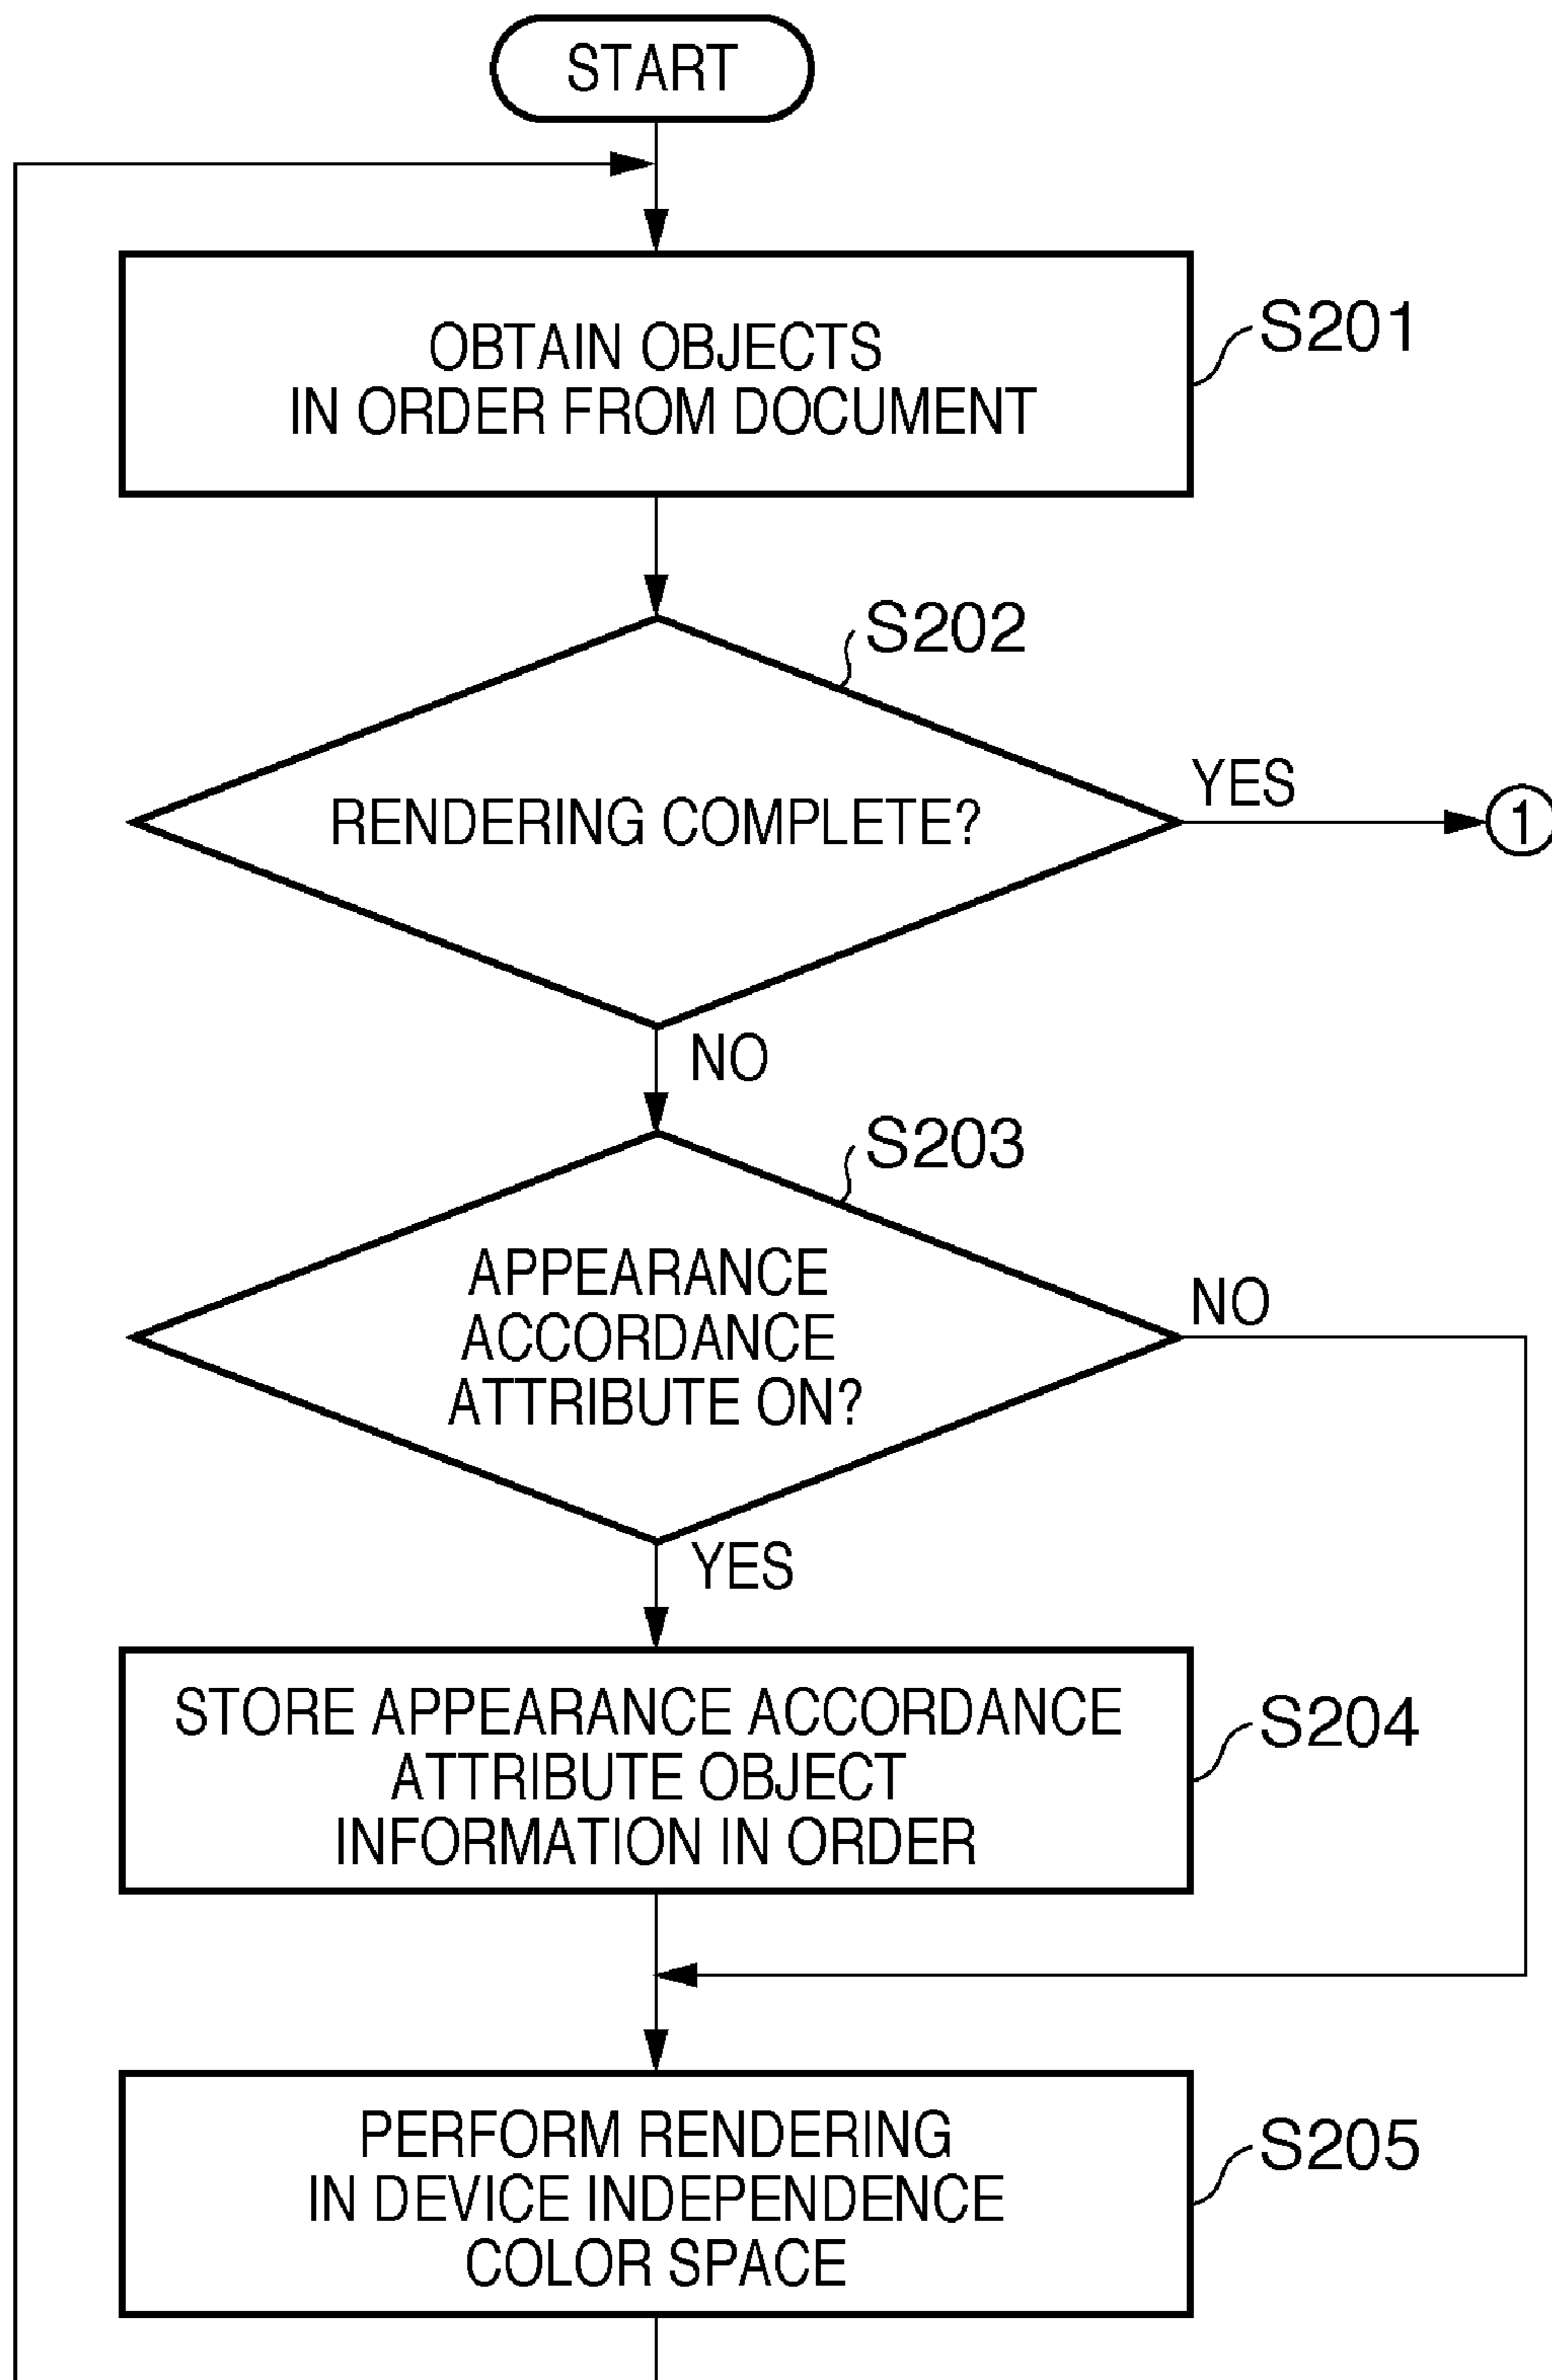 START
OBTAIN OBJECTS
IN ORDER FROM DOCUMENT
S201
S202
RENDERING COMPLETE?
YES
1
NO
S203
APPEARANCE
ACCORDANCE
ATTRIBUTE ON?
NO
YES
STORE APPEARANCE ACCORDANCE
ATTRIBUTE OBJECT
INFORMATION IN ORDER
S204
PERFORM RENDERING
IN DEVICE INDEPENDENCE
COLOR SPACE
S205